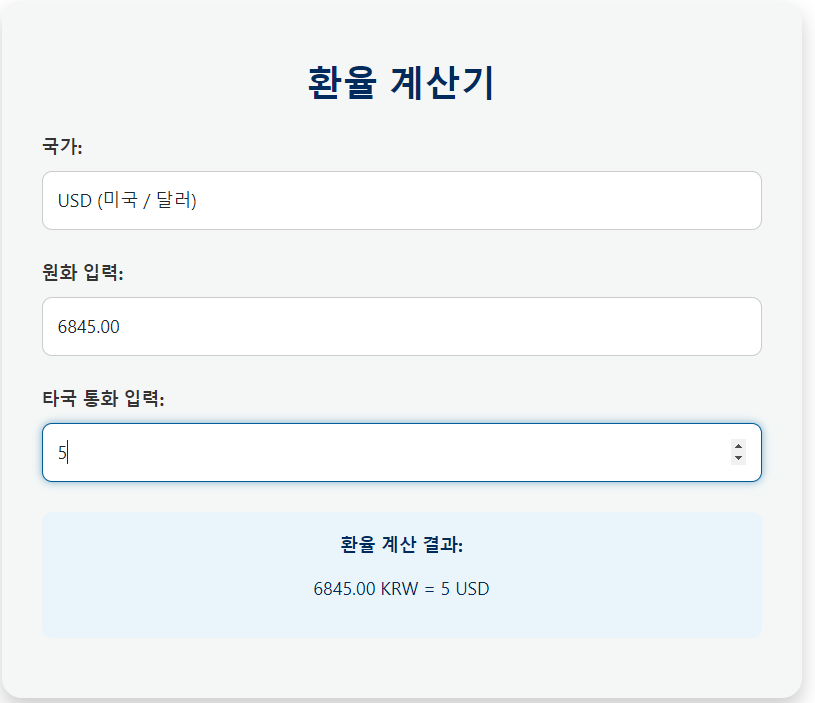 환율 계산기
국가:
USD (미국 / 달러)
원화 입력:
6845.00
타국 통화 입력:
5
환율 계산 결과:
6845.00 KRW = 5 USD